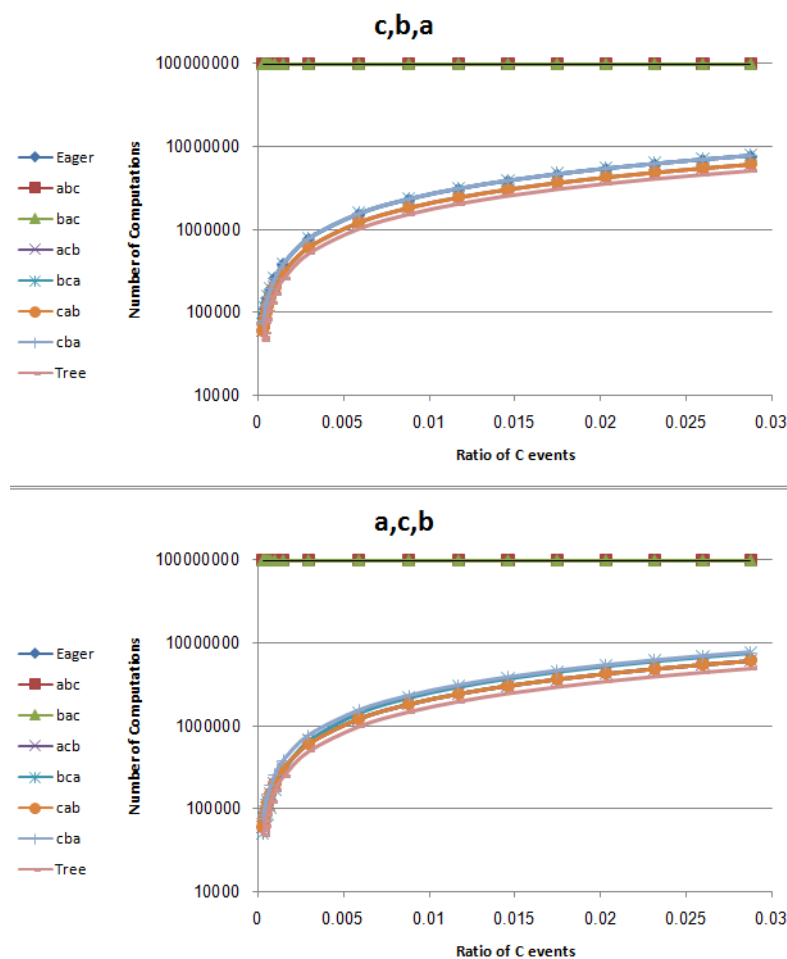 c,b,a
100000000
10000000
1000000
100000
10000
Number of Computations
Eager
abc
bac
acb
bca
cab
cba
Tree
0 0.005 0.01 0.015 0.02 0.025 0.03
Ratio of C events
a,c,b
100000000
10000000
1000000
100000
10000
Number of Computations
Eager
abc
bac
acb
bca
cab
cba
Tree
0 0.005 0.01 0.015 0.02 0.025 0.03
Ratio of C events